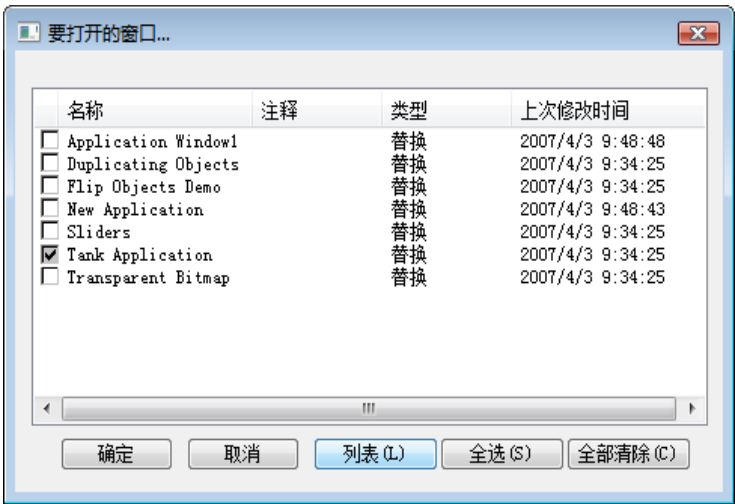 要打开的窗口...
名称 注释 类型 上次修改时间
Application Window1 替换 2007/4/3 9:48:48
Duplicating Objects 替换 2007/4/3 9:34:25
Flip Objects Demo 替换 2007/4/3 9:34:25
New Application 替换 2007/4/3 9:48:43
Sliders 替换 2007/4/3 9:34:25
Tank Application 替换 2007/4/3 9:34:25
Transparent Bitmap 替换 2007/4/3 9:34:25
确定 取消 列表(L) 全选(S) 全部清除(C)